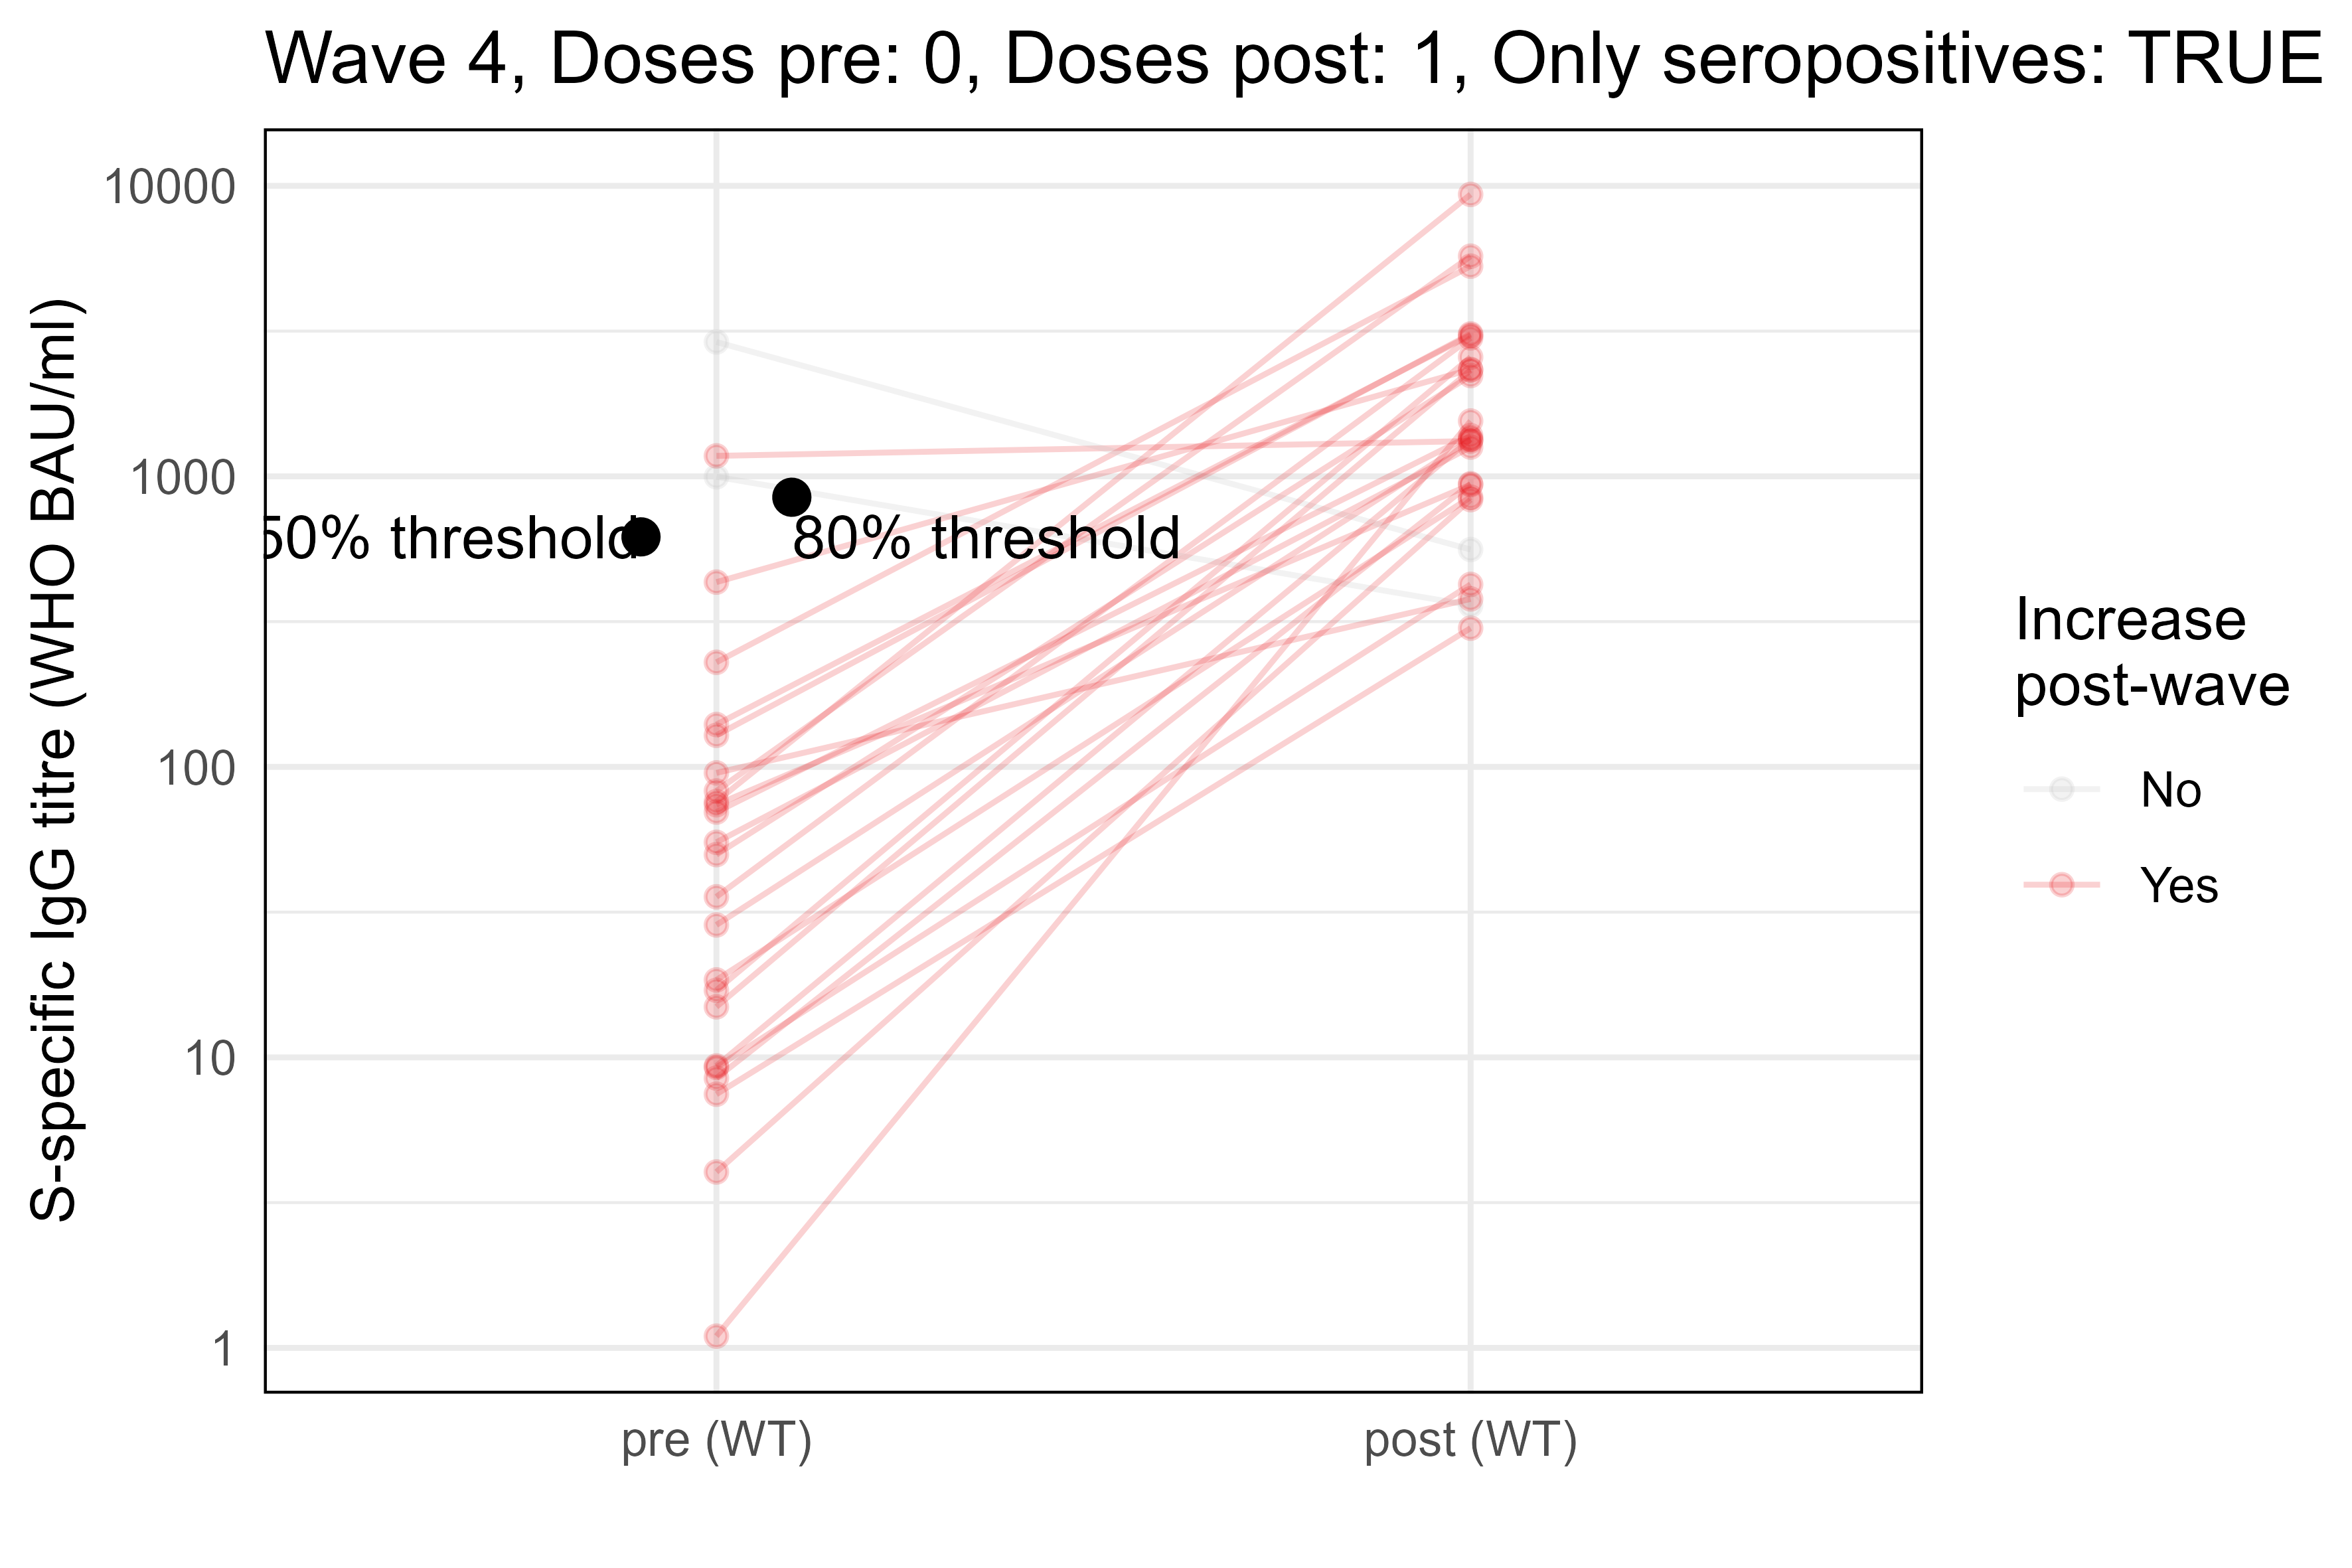 Wave 4, Doses pre: 0, Doses post: 1, Only seropositives: TRUE
S-specific IgG titre (WHO BAU/ml)
10000
1000
100
10
1
50% threshold
80% threshold
pre (WT)
post (WT)
Increase
post-wave
No
Yes